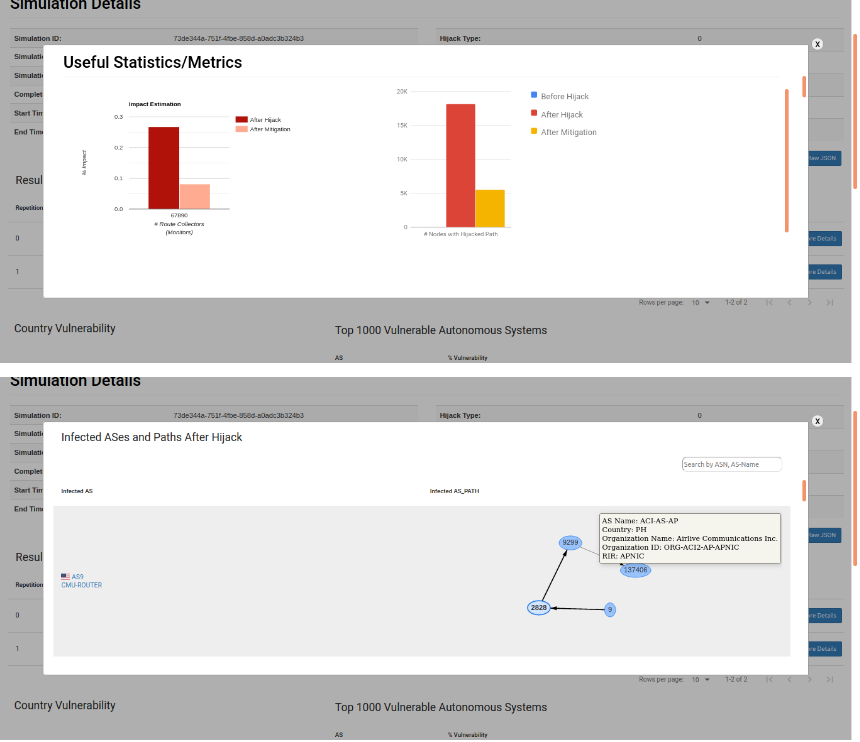 Simulation Details
Simulation ID: 73de344a-751f-4fbe-858d-a0adc3b324b3 Hijack Type: 0
X
Useful Statistics/Metrics
Impact Estimation
After Hijack
After Mitigation
% Impact
0.3
0.2
0.1
0.0
67890
# Route Collectors
(Monitors)
20K
15K
10K
5K
0
# Nodes with Hijacked Path
Before Hijack
After Hijack
After Mitigation
Simulati
Simulatio
Complet
Start Tim
End Time
Raw JSON
Resul
Repetition
0 re Details
1 re Details
Rows per page: 10 1-2 of 2
Country Vulnerability
Top 1000 Vulnerable Autonomous Systems
AS % Vulnerability
Simulation Details
Simulation ID: 73de344a-751f-4fbe-858d-a0adc3b324b3 Hijack Type: 0
X
Infected ASes and Paths After Hijack
Search by ASN, AS-Name
Infected AS Infected AS_PATH
AS Name: ACI-AS-AP
Country: PH
Organization Name: Airlive Communications Inc.
Organization ID: ORG-ACI2-AP-APNIC
RIR: APNIC
9299
137406
2828
9
AS9
CMU-ROUTER
Simulati
Simulatio
Complet
Start Tim
End Time
Raw JSON
Resul
Repetition
0 re Details
1 re Details
Rows per page: 10 1-2 of 2
Country Vulnerability
Top 1000 Vulnerable Autonomous Systems
AS % Vulnerability